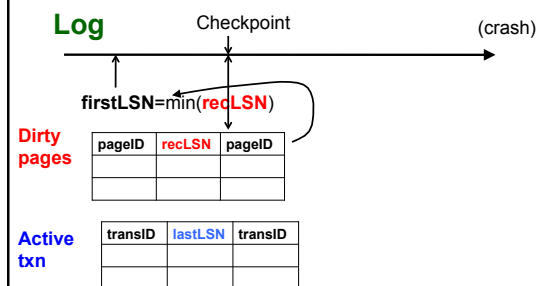 Log
Checkpoint
(crash)
firstLSN=min(recLSN)
Dirty
pages
pageID recLSN pageID
Active
txn
transID lastLSN transID